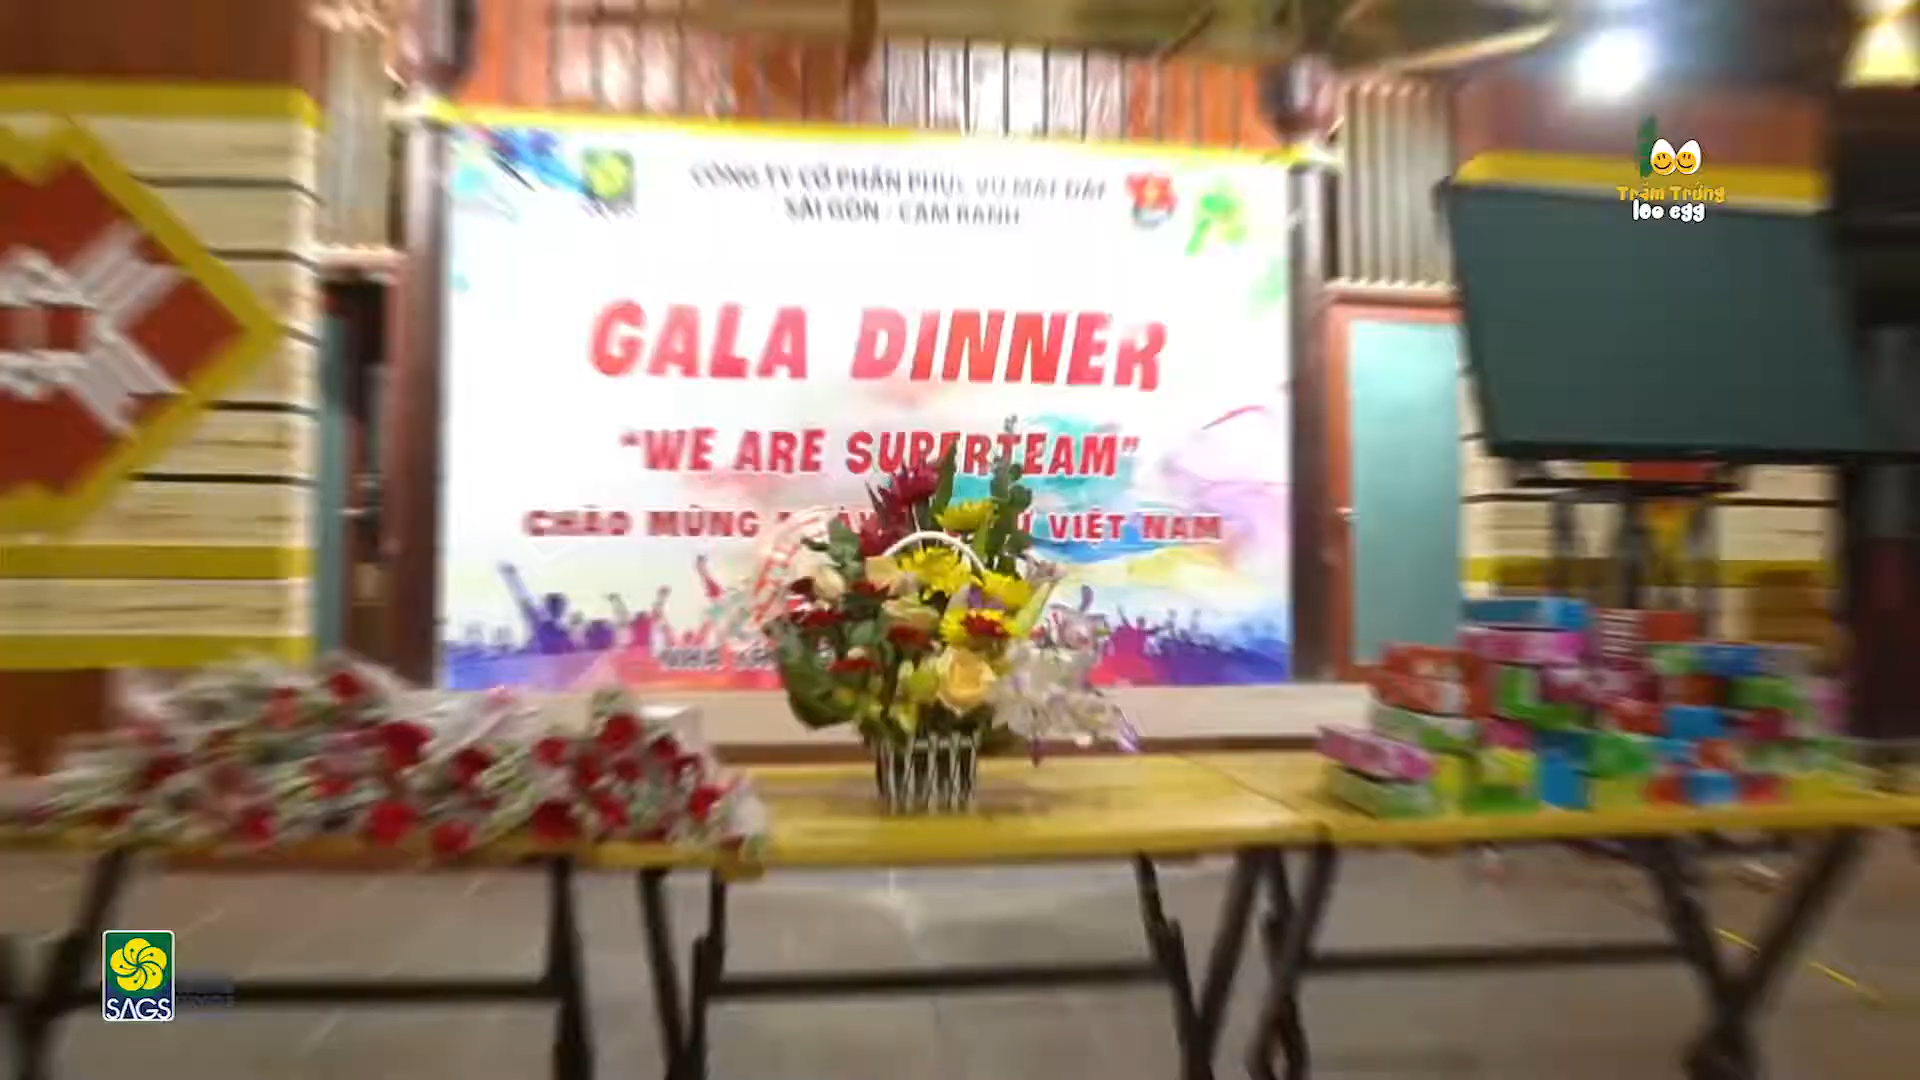 CÔNG TY CỔ PHẦN PHỤC VỤ MẶT ĐẤT
SÀI GÒN - CAM RANH
Trăm Trứng
100 egg
GALA DINNER
"WE ARE SUPERTEAM"
CHÀO MỪNG VIỆT NAM
NHA
SAGS